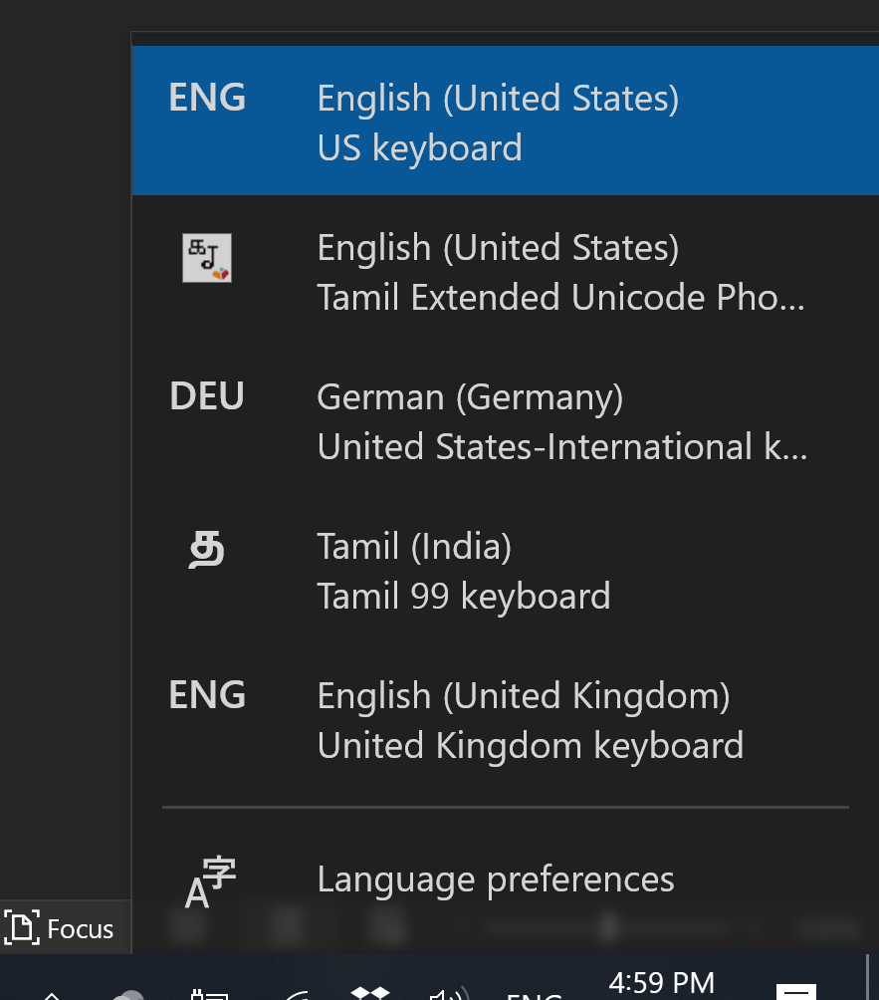 ENG English (United States)
US keyboard
English (United States)
Tamil Extended Unicode Pho...
DEU German (Germany)
United States-International k...
த Tamil (India)
Tamil 99 keyboard
ENG English (United Kingdom)
United Kingdom keyboard
A字 Language preferences
Focus
ENG
4:59 PM